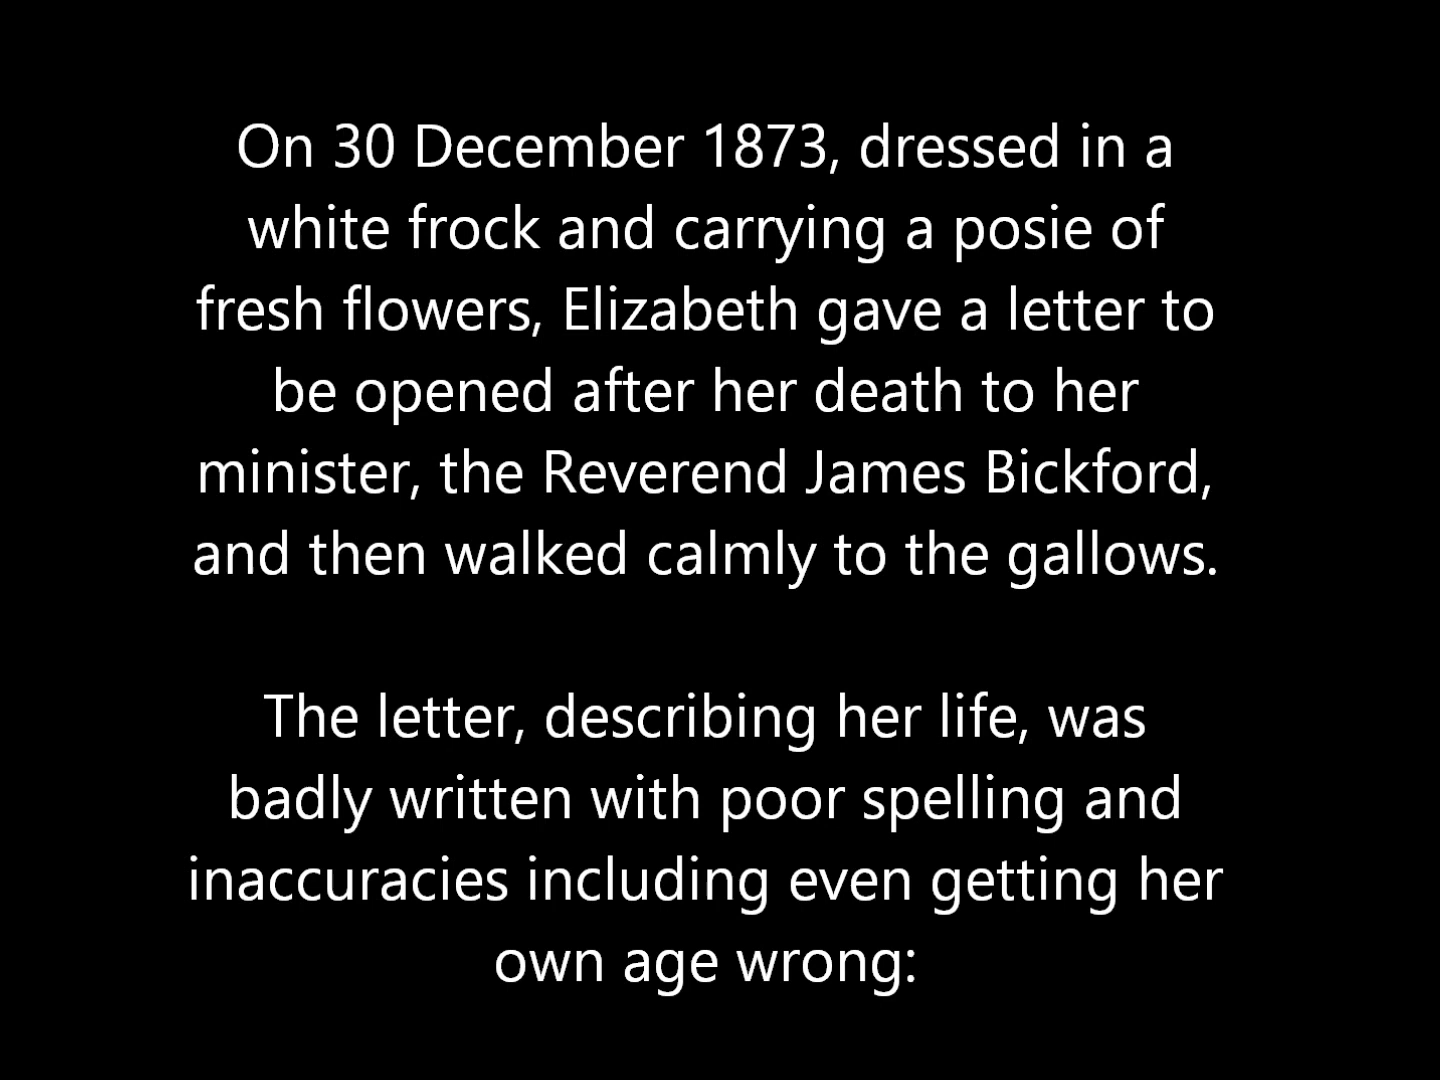 On 30 December 1873, dressed in a
white frock and carrying a posie of
fresh flowers, Elizabeth gave a letter to
be opened after her death to her
minister, the Reverend James Bickford,
and then walked calmly to the gallows.
The letter, describing her life, was
badly written with poor spelling and
inaccuracies including even getting her
own age wrong: